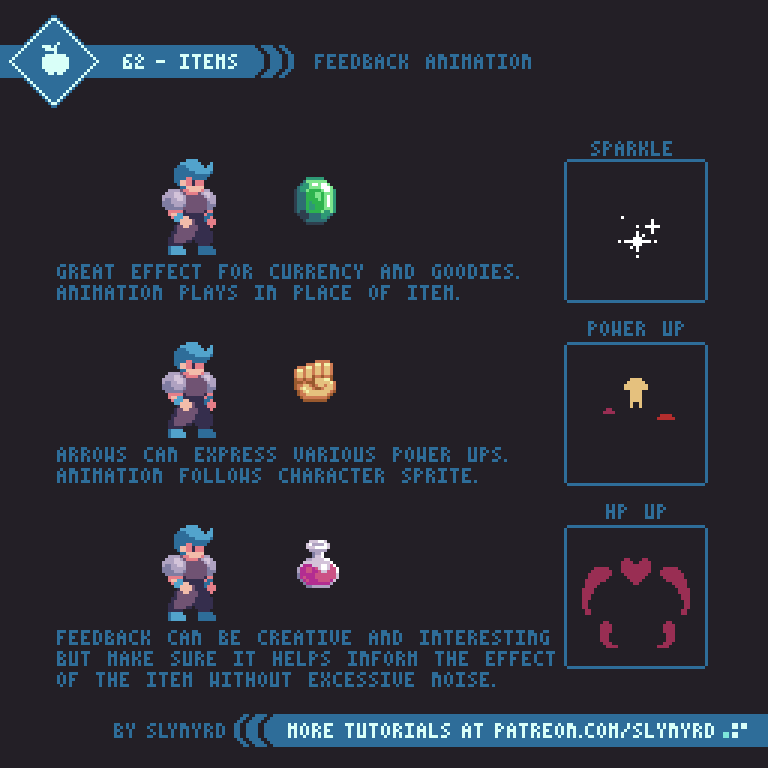 62 - ITEMS
FEEDBACK ANIMATION
SPARKLE
GREAT EFFECT FOR CURRENCY AND GOODIES.
ANIMATION PLAYS IN PLACE OF ITEM.
POWER UP
ARROWS CAN EXPRESS VARIOUS POWER UPS.
ANIMATION FOLLOWS CHARACTER SPRITE.
HP UP
FEEDBACK CAN BE CREATIVE AND INTERESTING
BUT MAKE SURE IT HELPS INFORM THE EFFECT
OF THE ITEM WITHOUT EXCESSIVE NOISE.
BY SLYNYRD
MORE TUTORIALS AT PATREON.COM/SLYNYRD